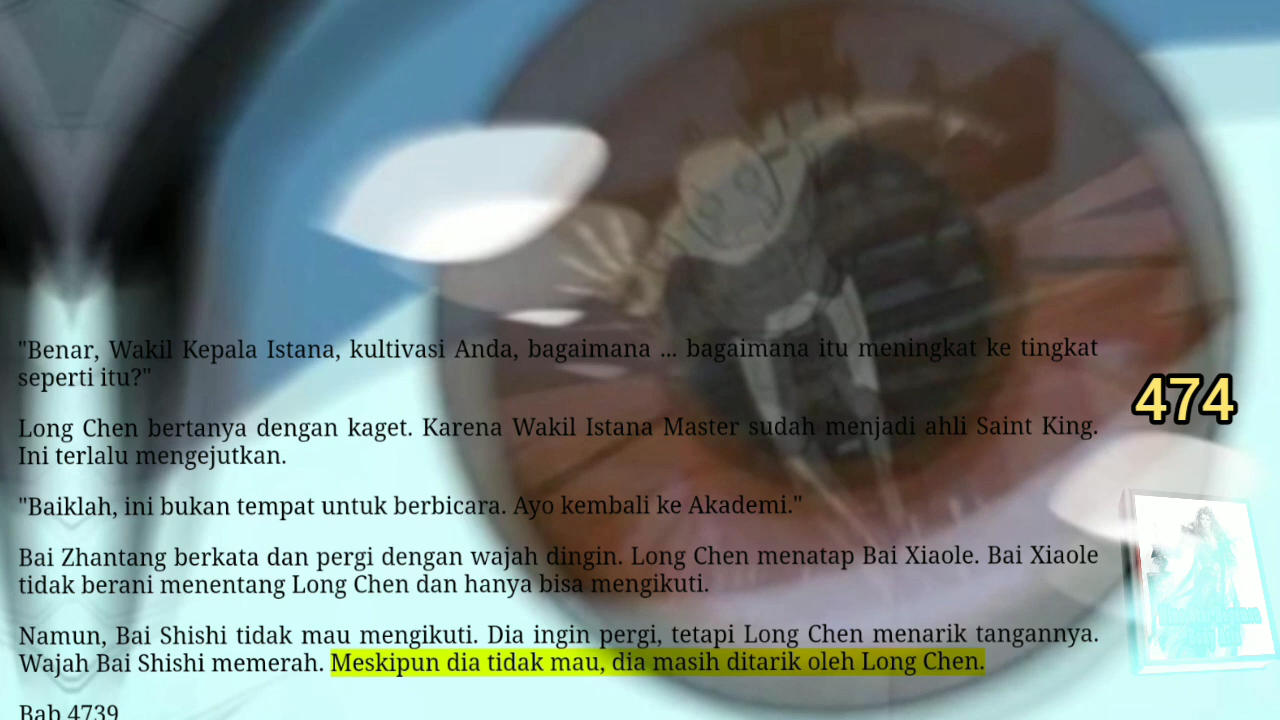 "Benar, Wakil Kepala Istana, kultivasi Anda, bagaimana ... bagaimana itu meningkat ke tingkat
seperti itu?"
Long Chen bertanya dengan kaget. Karena Wakil Istana Master sudah menjadi ahli Saint King.
Ini terlalu mengejutkan.
"Baiklah, ini bukan tempat untuk berbicara. Ayo kembali ke Akademi."
Bai Zhantang berkata dan pergi dengan wajah dingin. Long Chen menatap Bai Xiaole. Bai Xiaole
tidak berani menentang Long Chen dan hanya bisa mengikuti.
Namun, Bai Shishi tidak mau mengikuti. Dia ingin pergi, tetapi Long Chen menarik tangannya.
Wajah Bai Shishi memerah. Meskipun dia tidak mau, dia masih ditarik oleh Long Chen.
Bab 4739
474